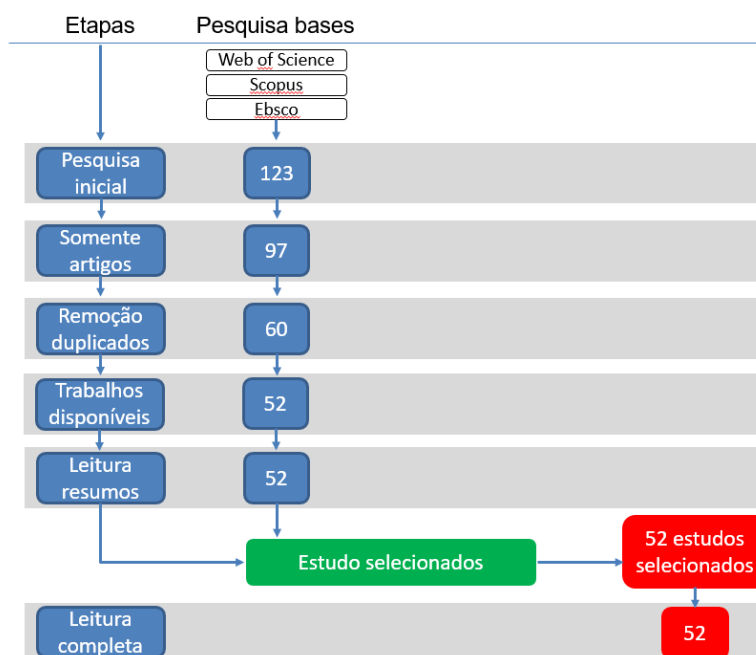 Etapas
Pesquisa bases
Web of Science
Scopus
Ebsco
Pesquisa
inicial
123
Somente
artigos
97
Remoção
duplicados
60
Trabalhos
disponíveis
52
Leitura
resumos
52
Estudo selecionados
52 estudos
selecionados
Leitura
completa
52